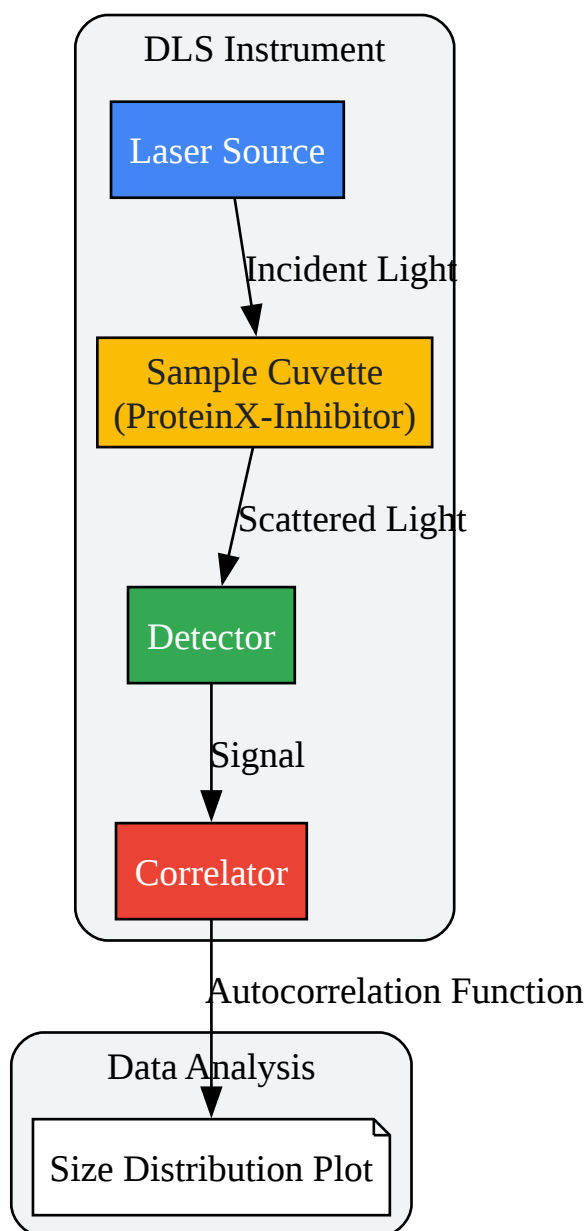 DLS Instrument
Laser Source
Incident Light
Sample Cuvette
(ProteinX-Inhibitor)
Scattered Light
Detector
Signal
Correlator
Autocorrelation Function
Data Analysis
Size Distribution Plot